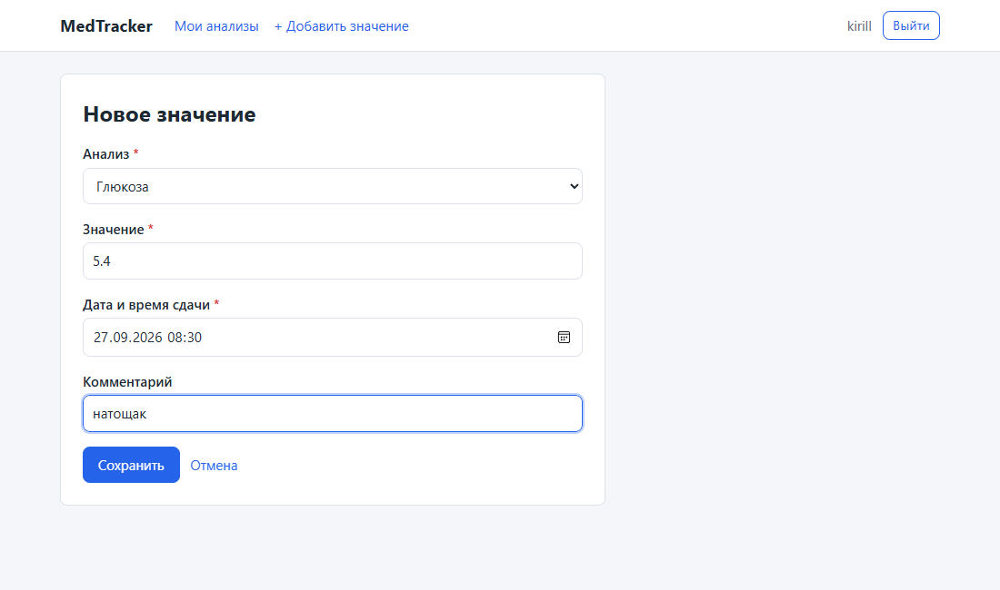 MedTracker Мои анализы + Добавить значение kirill Выйти
Новое значение
Анализ *
Глюкоза
Значение *
5.4
Дата и время сдачи *
27.09.2026 08:30
Комментарий
натощак
Сохранить Отмена